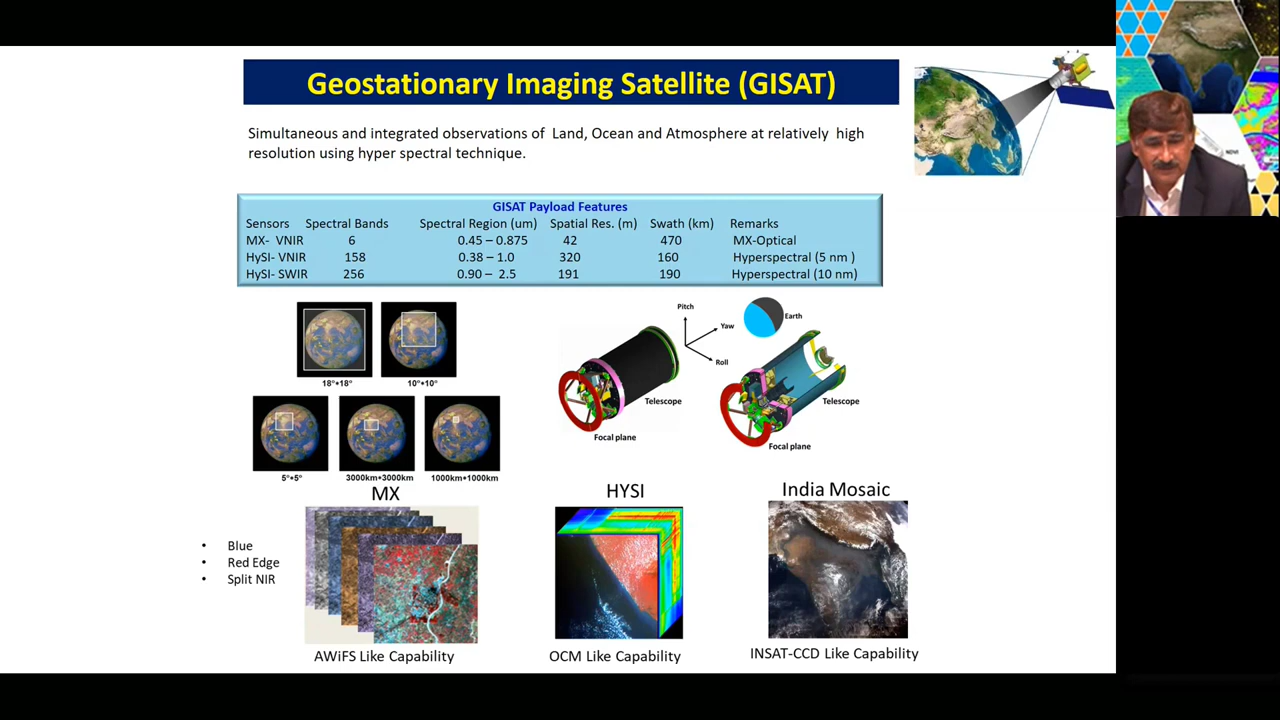 Geostationary Imaging Satellite (GISAT)
Simultaneous and integrated observations of Land, Ocean and Atmosphere at relatively high
resolution using hyper spectral technique.
GISAT Payload Features
Sensors Spectral Bands Spectral Region (um) Spatial Res. (m) Swath (km) Remarks
MX- VNIR 6 0.45 – 0.875 42 470 MX-Optical
HySI- VNIR 158 0.38 – 1.0 320 160 Hyperspectral (5 nm )
HySI- SWIR 256 0.90 – 2.5 191 190 Hyperspectral (10 nm)
18°*18° 10°*10°
5°*5° 3000km*3000km 1000km*1000km
Pitch
Yaw
Roll
Earth
Telescope
Focal plane
Telescope
Focal plane
MX
HYSI
India Mosaic
• Blue
• Red Edge
• Split NIR
AWiFS Like Capability
OCM Like Capability
INSAT-CCD Like Capability
NDVI